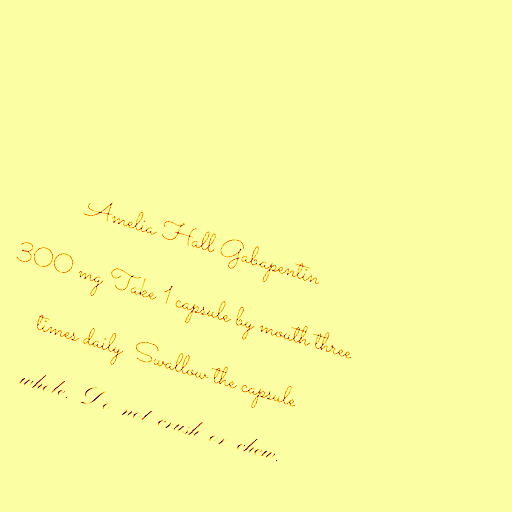 Amelia Hall Gabapentin
300 mg Take 1 capsule by mouth three
times daily Swallow the capsule
whole. Do not crush or chew.